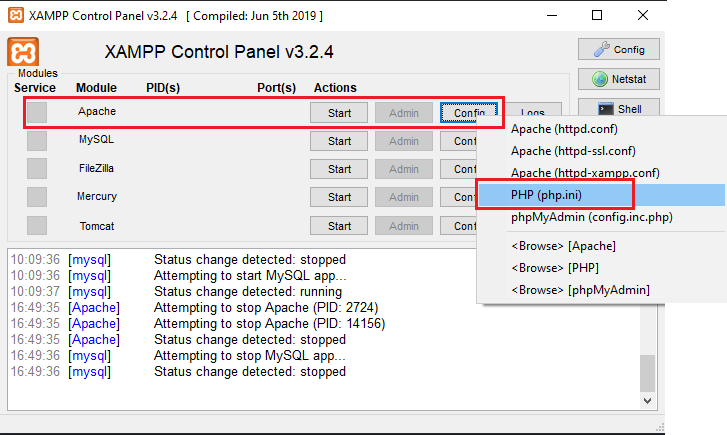 XAMPP Control Panel v3.2.4 [ Compiled: Jun 5th 2019 ]
XAMPP Control Panel v3.2.4
Config
Modules
Service Module PID(s) Port(s) Actions
Netstat
Apache Start Admin Config Logs
Shell
MySQL Start Admin
FileZilla Start Admin
Mercury Start Admin
Tomcat Start Admin
Apache (httpd.conf)
Apache (httpd-ssl.conf)
Apache (httpd-xampp.conf)
PHP (php.ini)
phpMyAdmin (config.inc.php)
<Browse> [Apache]
<Browse> [PHP]
<Browse> [phpMyAdmin]
10:09:36 [mysql] Status change detected: stopped
10:09:36 [mysql] Attempting to start MySQL app...
10:09:37 [mysql] Status change detected: running
16:49:35 [Apache] Attempting to stop Apache (PID: 2724)
16:49:35 [Apache] Attempting to stop Apache (PID: 14156)
16:49:35 [Apache] Status change detected: stopped
16:49:36 [mysql] Attempting to stop MySQL app...
16:49:36 [mysql] Status change detected: stopped